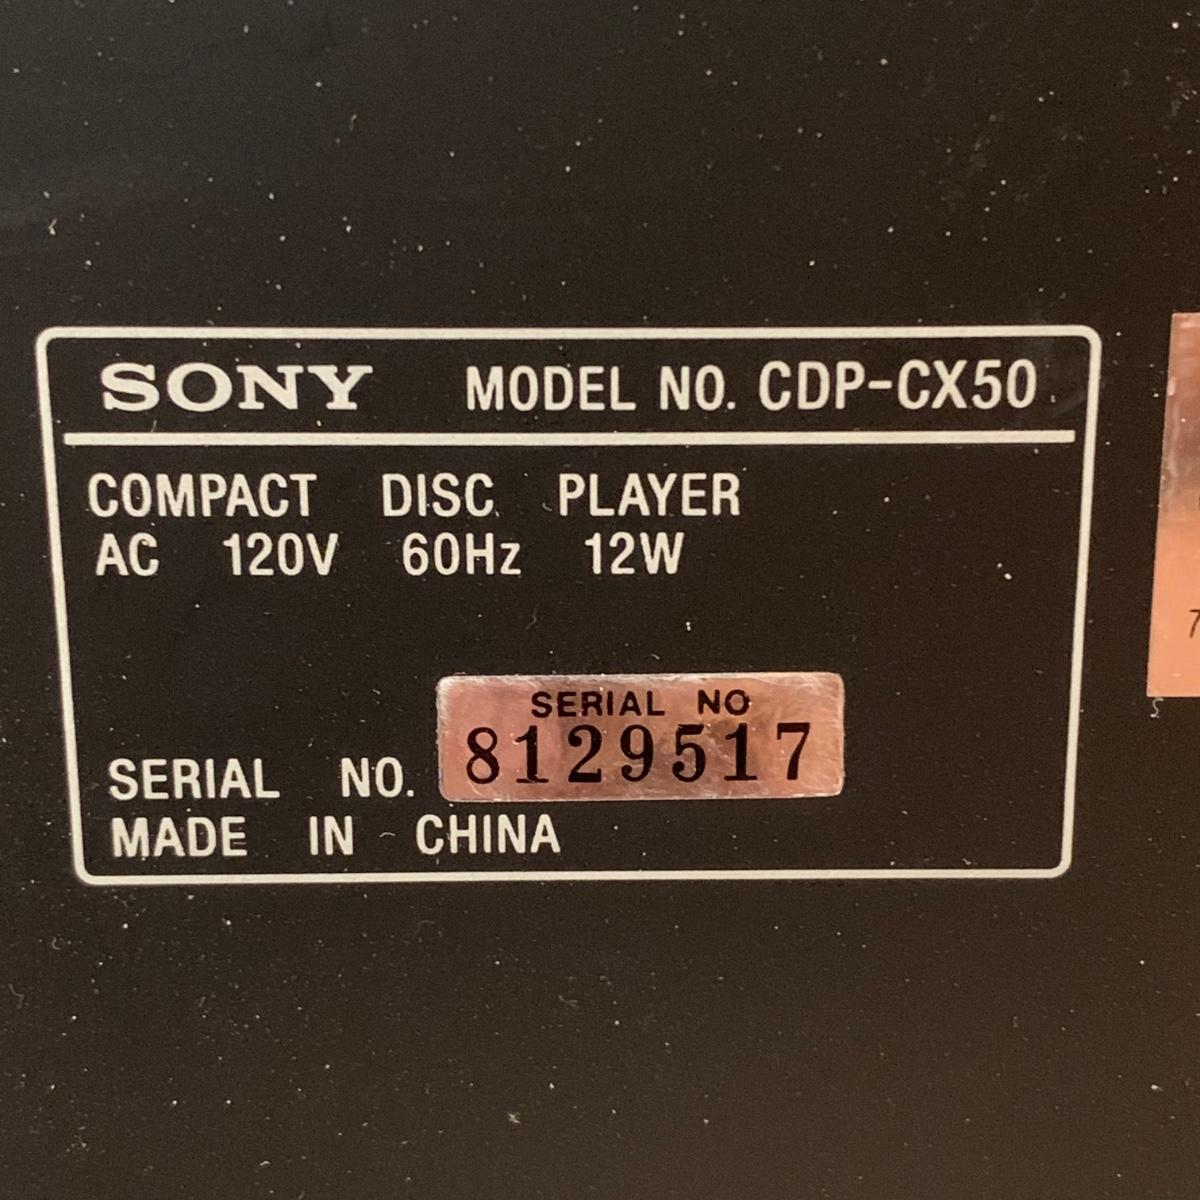 SONY MODEL NO. CDP-CX50
COMPACT DISC PLAYER
AC 120V 60Hz 12W
SERIAL NO
SERIAL NO. 8129517
MADE IN CHINA
7